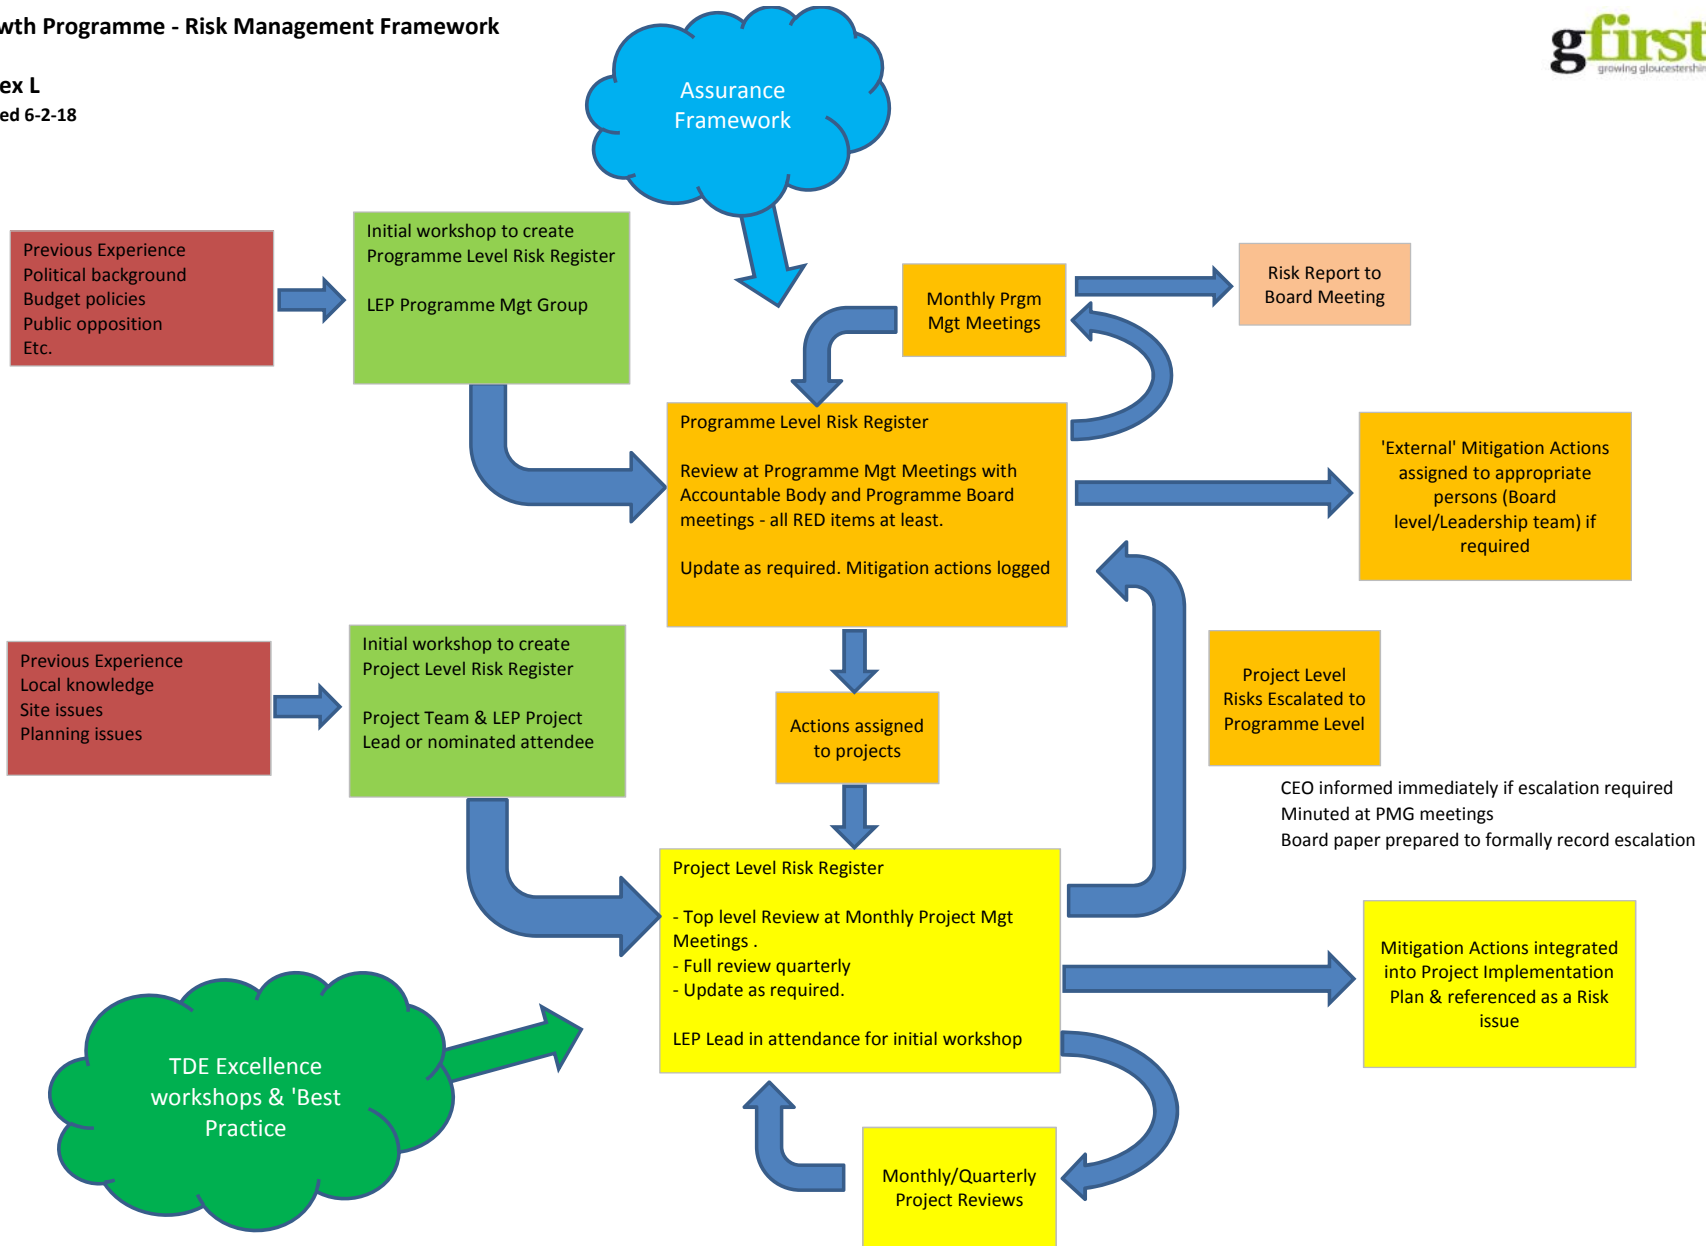 wth Programme - Risk Management Framework
ex L
ed 6-2-18
gfirst
growing gloucestershir
Assurance
Framework
Previous Experience
Political background
Budget policies
Public opposition
Etc.
Initial workshop to create
Programme Level Risk Register
LEP Programme Mgt Group
Monthly Prgm
Mgt Meetings
Risk Report to
Board Meeting
Programme Level Risk Register
Review at Programme Mgt Meetings with
Accountable Body and Programme Board
meetings - all RED items at least.
Update as required. Mitigation actions logged
'External' Mitigation Actions
assigned to appropriate
persons (Board
level/Leadership team) if
required
Previous Experience
Local knowledge
Site issues
Planning issues
Initial workshop to create
Project Level Risk Register
Project Team & LEP Project
Lead or nominated attendee
Actions assigned
to projects
Project Level
Risks Escalated to
Programme Level
CEO informed immediately if escalation required
Minuted at PMG meetings
Board paper prepared to formally record escalation
Project Level Risk Register
- Top level Review at Monthly Project Mgt
Meetings .
- Full review quarterly
- Update as required.
LEP Lead in attendance for initial workshop
Mitigation Actions integrated
into Project Implementation
Plan & referenced as a Risk
issue
TDE Excellence
workshops & 'Best
Practice
Monthly/Quarterly
Project Reviews